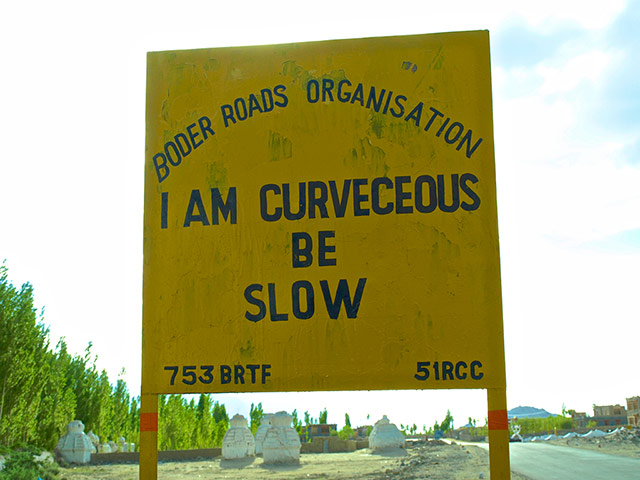 BODER ROADS ORGANISATION
I AM CURVECEOUS
BE
SLOW
753 BRTF 51RCC